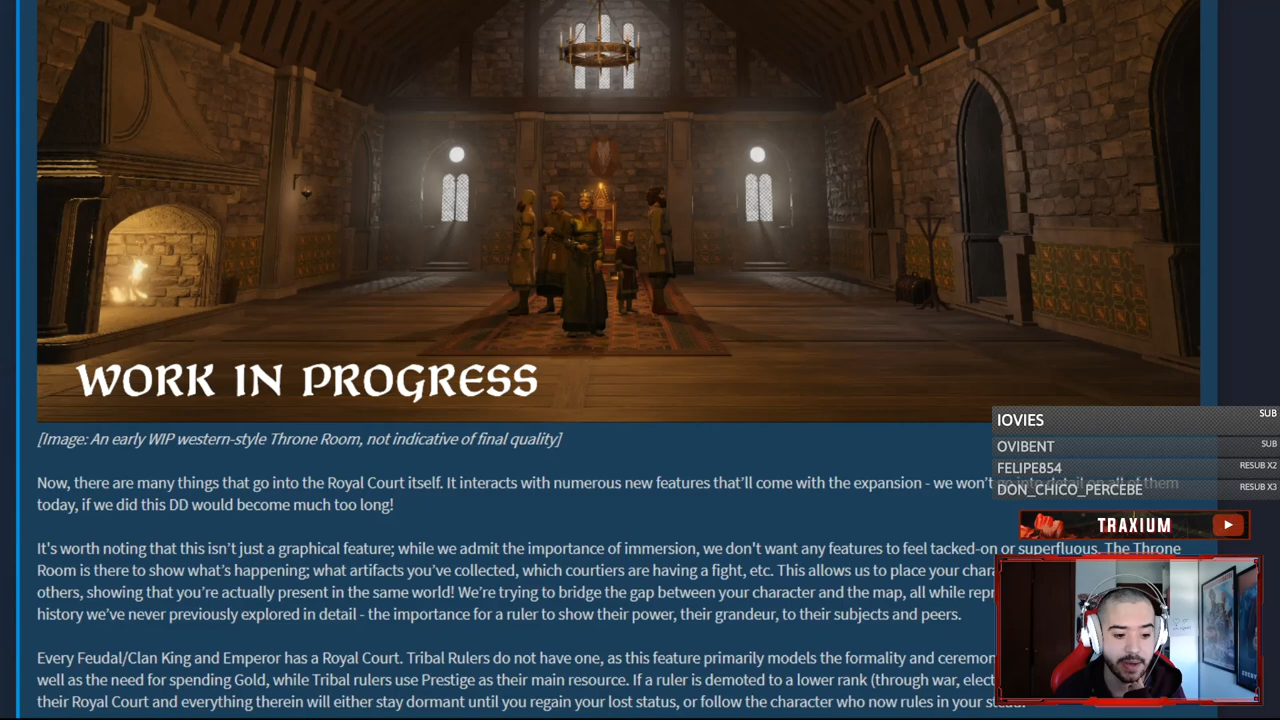 WORK IN PROGRESS
[Image: An early WIP western-style Throne Room, not indicative of final quality]
Now, there are many things that go into the Royal Court itself. It interacts with numerous new features that'll come with the expansion - we won't go into detail on all of them
today, if we did this DD would become much too long!
It's worth noting that this isn't just a graphical feature; while we admit the importance of immersion, we don't want any features to feel tacked-on or superfluous. The Throne
Room is there to show what's happening; what artifacts you've collected, which courtiers are having a fight, etc. This allows us to place your
others, showing that you're actually present in the same world! We're trying to bridge the gap between your character and the map, all while
history we've never previously explored in detail - the importance for a ruler to show their power, their grandeur, to their subjects and peers.
Every Feudal/Clan King and Emperor has a Royal Court. Tribal Rulers do not have one, as this feature primarily models the formality and
well as the need for spending Gold, while Tribal rulers use Prestige as their main resource. If a ruler is demoted to a lower rank (through war,
their Royal Court and everything therein will either stay dormant until you regain your lost status, or follow the character who now rules in your stead.
IOVIES SUB
OVIBENT SUB
FELIPE854 RESUB X2
DON_CHICO_PERCEBE RESUB X3
TRAXIUM